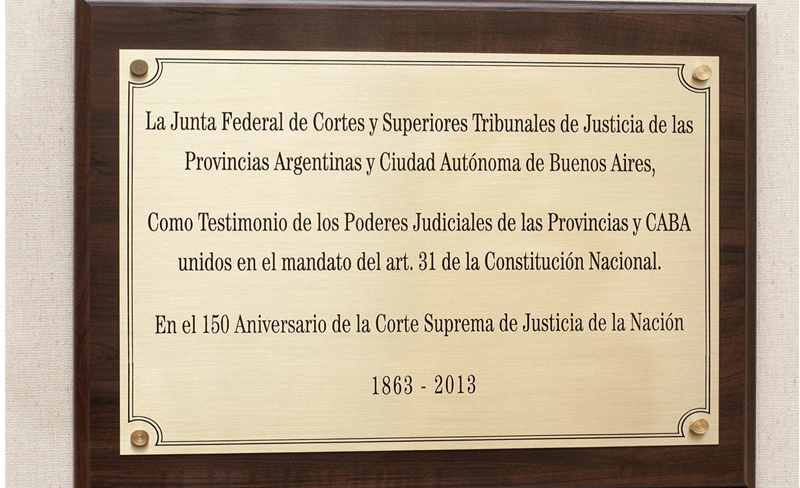 La Junta Federal de Cortes y Superiores Tribunales de Justicia de las
Provincias Argentinas y Ciudad Autónoma de Buenos Aires,
Como Testimonio de los Poderes Judiciales de las Provincias y CABA
unidos en el mandato del art. 31 de la Constitución Nacional.
En el 150 Aniversario de la Corte Suprema de Justicia de la Nación
1863 - 2013